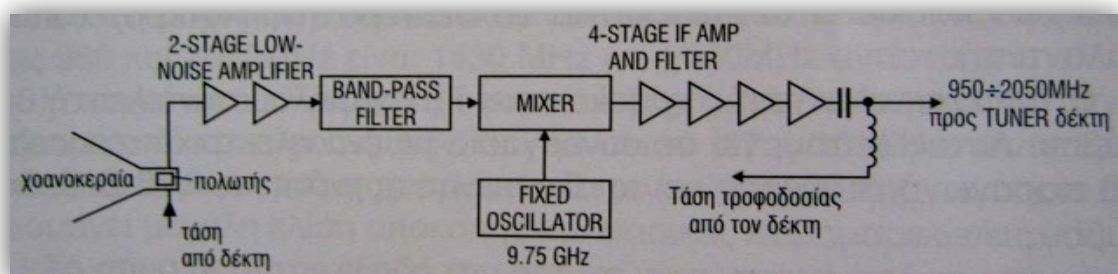 2-STAGE LOW-
NOISE AMPLIFIER
BAND-PASS
FILTER
MIXER
4-STAGE IF AMP
AND FILTER
950÷2050MHz
προς TUNER δέκτη
χοανοκεραία
πολωτής
τάση
από δέκτη
FIXED
OSCILLATOR
9.75 GHz
Τάση τροφοδοσίας
από τον δέκτη